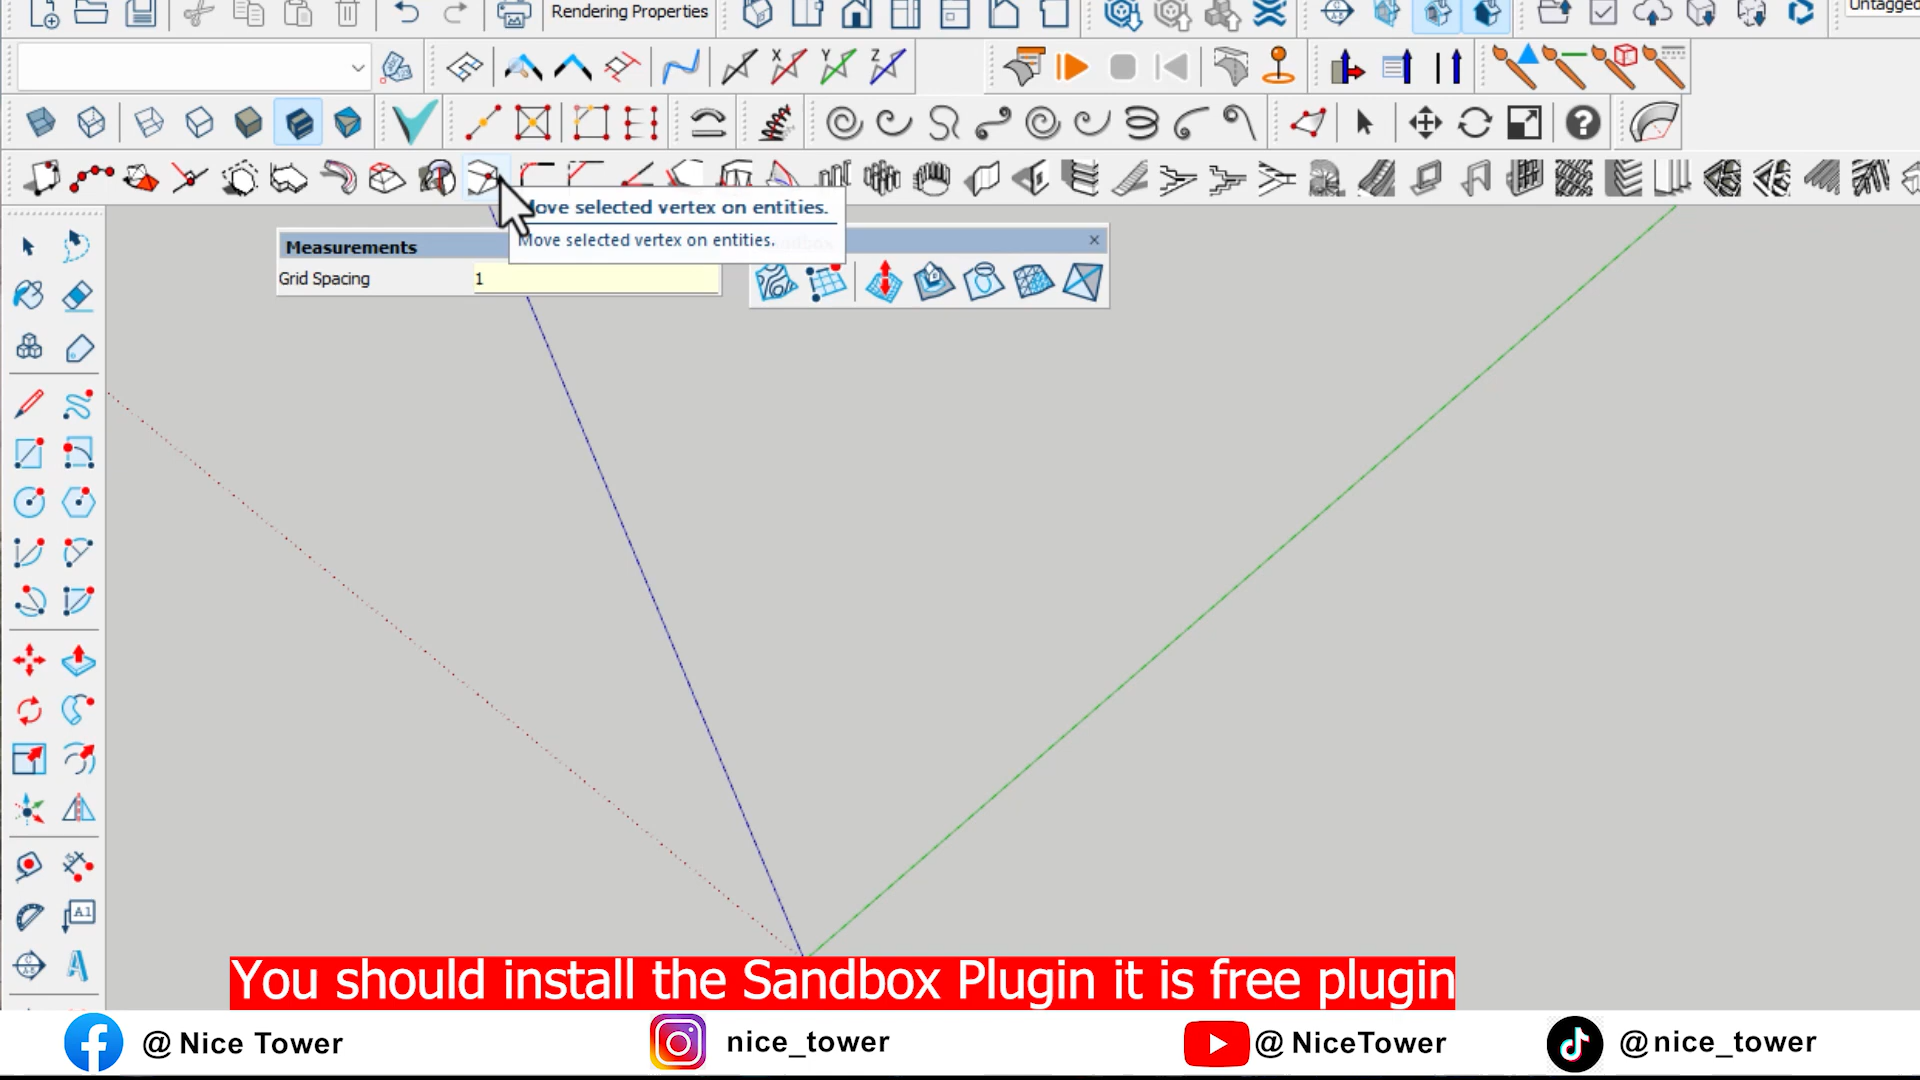 Rendering Properties
Untagged
X Y Z
Move selected vertex on entities.
Measurements
Move selected vertex on entities.
Grid Spacing 1
A1
You should install the Sandbox Plugin it is free plugin
@ Nice Tower
nice_tower
@ NiceTower
@nice_tower